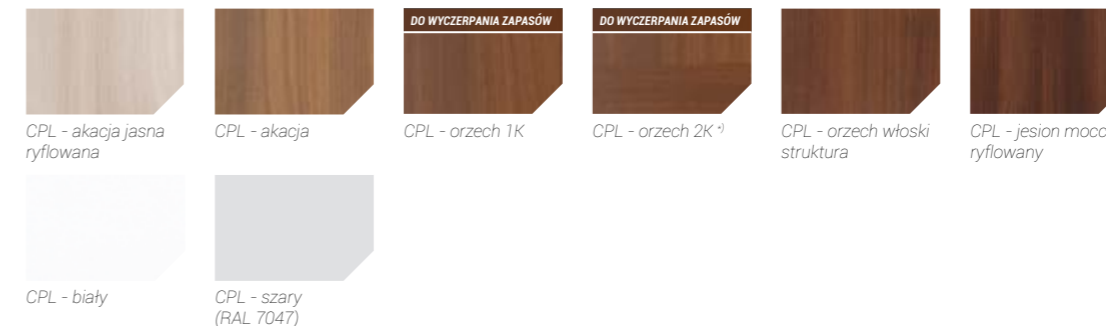 DO WYCZERPANIA ZAPASÓW
DO WYCZERPANIA ZAPASÓW
CPL - akacja jasna
ryflowana
CPL - akacja
CPL - orzech 1K
CPL - orzech 2K *)
CPL - orzech włoski
struktura
CPL - jesion
ryflowany
CPL - biały
CPL - szary
(RAL 7047)